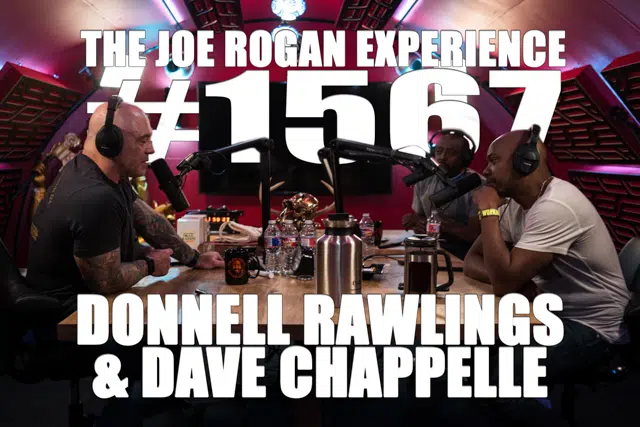 THE JOE ROGAN EXPERIENCE
#1567
DONNELL RAWLINGS
& DAVE CHAPPELLE